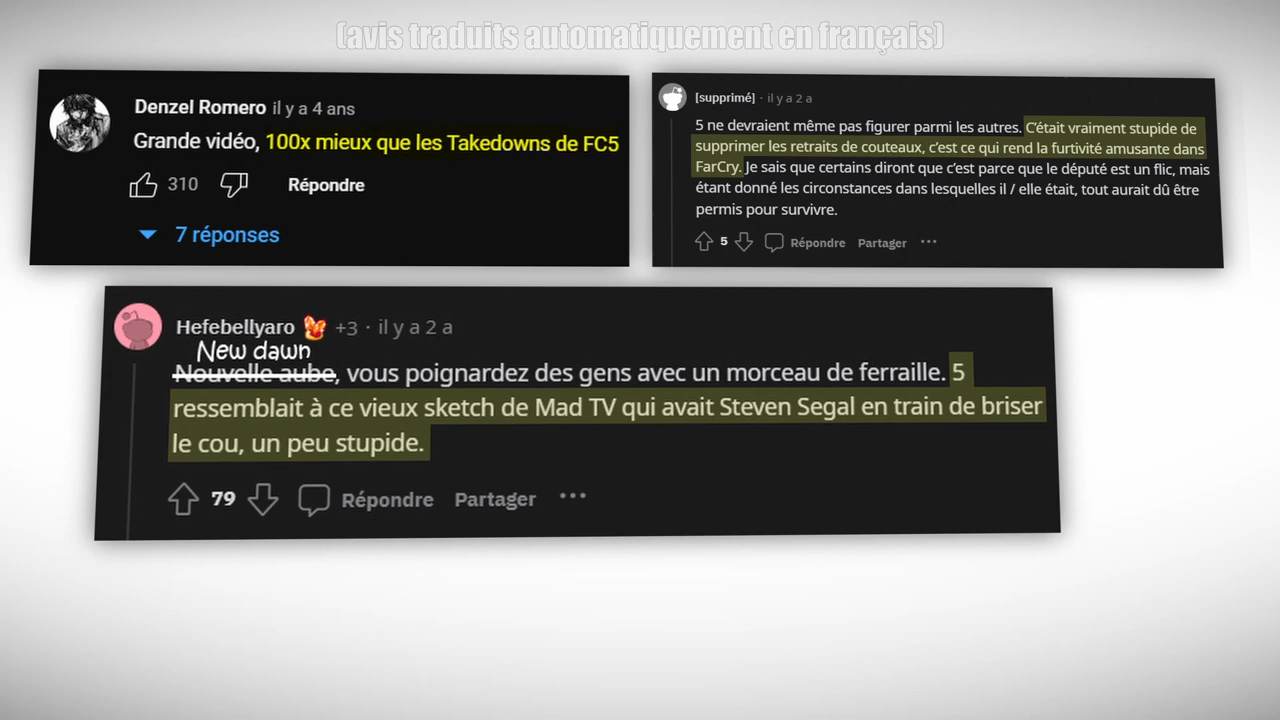 (avis traduits automatiquement en français)
Denzel Romero il y a 4 ans
Grande vidéo, 100x mieux que les Takedowns de FC5
310 Répondre
7 réponses
[supprimé] · il y a 2 a
5 ne devraient même pas figurer parmi les autres. C'était vraiment stupide de
supprimer les retraits de couteaux, c'est ce qui rend la furtivité amusante dans
FarCry. Je sais que certains diront que c'est parce que le député est un flic, mais
étant donné les circonstances dans lesquelles il / elle était, tout aurait dû être
permis pour survivre.
5 Répondre Partager ···
Hefebellyaro +3 · il y a 2 a
New dawn
Nouvelle aube, vous poignardez des gens avec un morceau de ferraille. 5
ressemblait à ce vieux sketch de Mad TV qui avait Steven Segal en train de briser
le cou, un peu stupide.
79 Répondre Partager ···